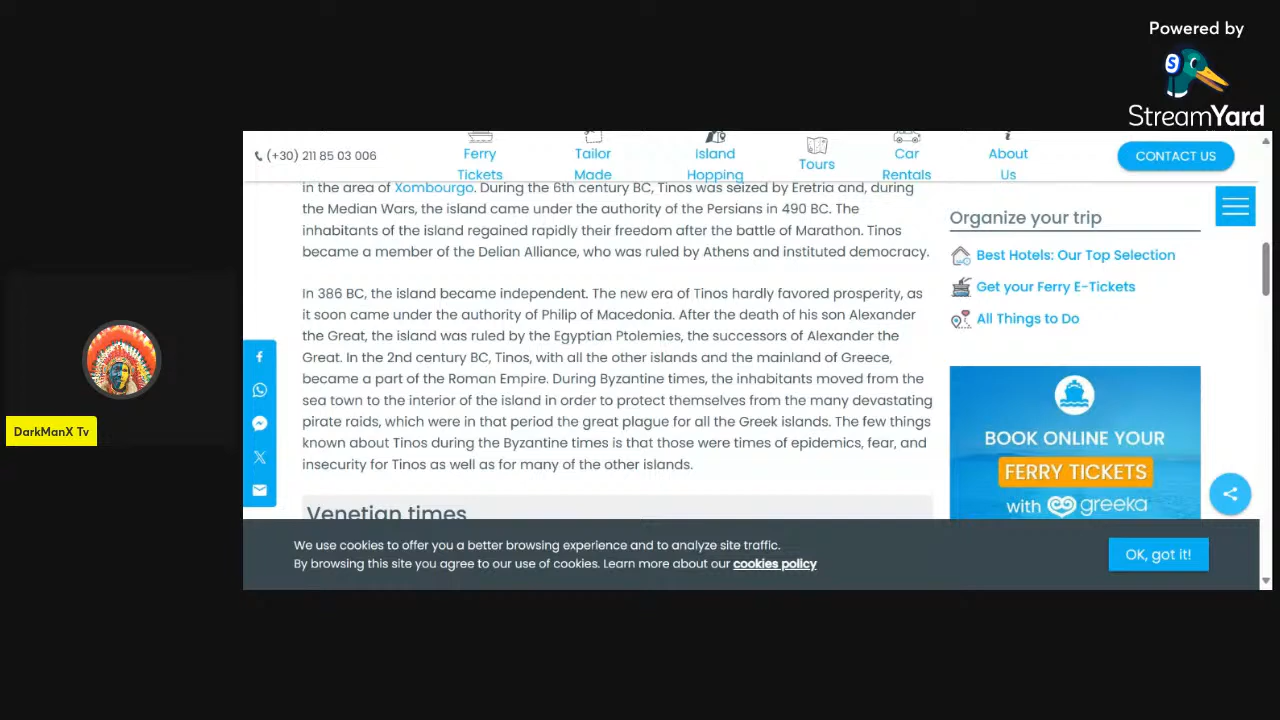 Powered by
StreamYard
(+30) 211 85 03 006
Ferry
Tickets
Tailor
Made
Island
Hopping
Tours
Car
Rentals
About
Us
CONTACT US
in the area of Xombourgo. During the 6th century BC, Tinos was seized by Eretria and, during
the Median Wars, the island came under the authority of the Persians in 490 BC. The
inhabitants of the island regained rapidly their freedom after the battle of Marathon. Tinos
became a member of the Delian Alliance, who was ruled by Athens and instituted democracy.
In 386 BC, the island became independent. The new era of Tinos hardly favored prosperity, as
it soon came under the authority of Philip of Macedonia. After the death of his son Alexander
the Great, the island was ruled by the Egyptian Ptolemies, the successors of Alexander the
Great. In the 2nd century BC, Tinos, with all the other islands and the mainland of Greece,
became a part of the Roman Empire. During Byzantine times, the inhabitants moved from the
sea town to the interior of the island in order to protect themselves from the many devastating
pirate raids, which were in that period the great plague for all the Greek islands. The few things
known about Tinos during the Byzantine times is that those were times of epidemics, fear, and
insecurity for Tinos as well as for many of the other islands.
Venetian times
Organize your trip
Best Hotels: Our Top Selection
Get your Ferry E-Tickets
All Things to Do
BOOK ONLINE YOUR
FERRY TICKETS
with greeka
We use cookies to offer you a better browsing experience and to analyze site traffic.
By browsing this site you agree to our use of cookies. Learn more about our cookies policy
OK, got it!
DarkManX Tv